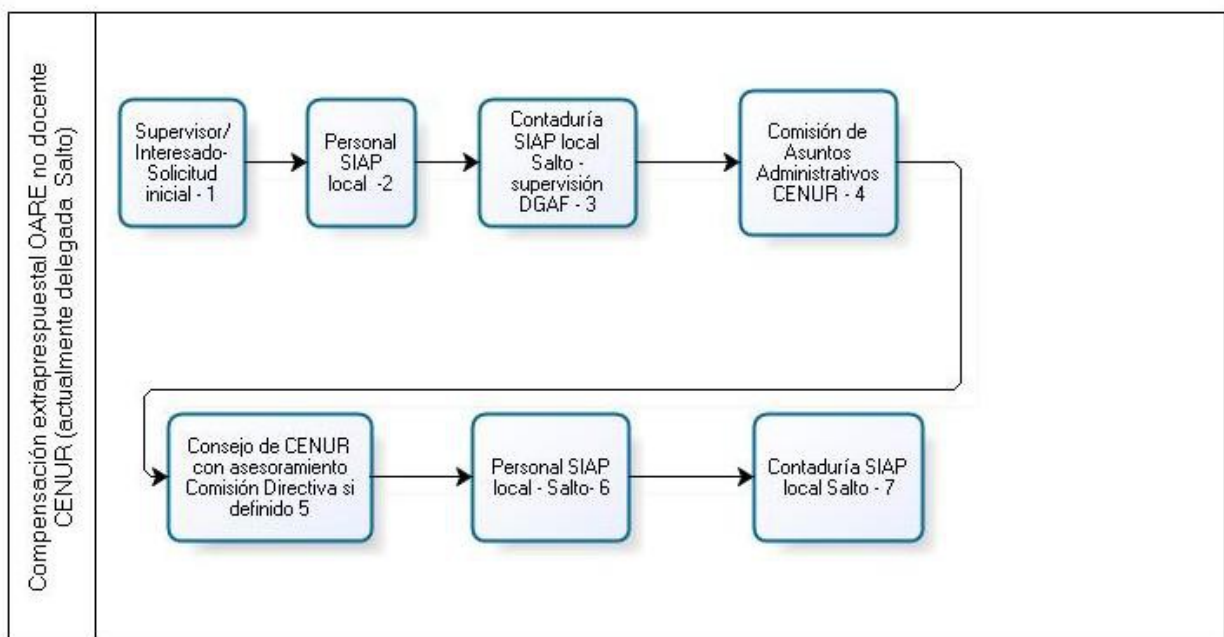 Compensación extraprespuestal OARE no docente
CENUR (actualmente delegada. Salto)
Supervisor/
Interesado-
Solicitud
inicial - 1
Personal
SIAP
local -2
Contaduría
SIAP local
Salto -
supervisión
DGAF - 3
Comisión de
Asuntos
Administrativos
CENUR - 4
Consejo de CENUR
con asesoramiento
Comisión Directiva si
definido 5
Personal SIAP
local - Salto- 6
Contaduría SIAP
local Salto - 7